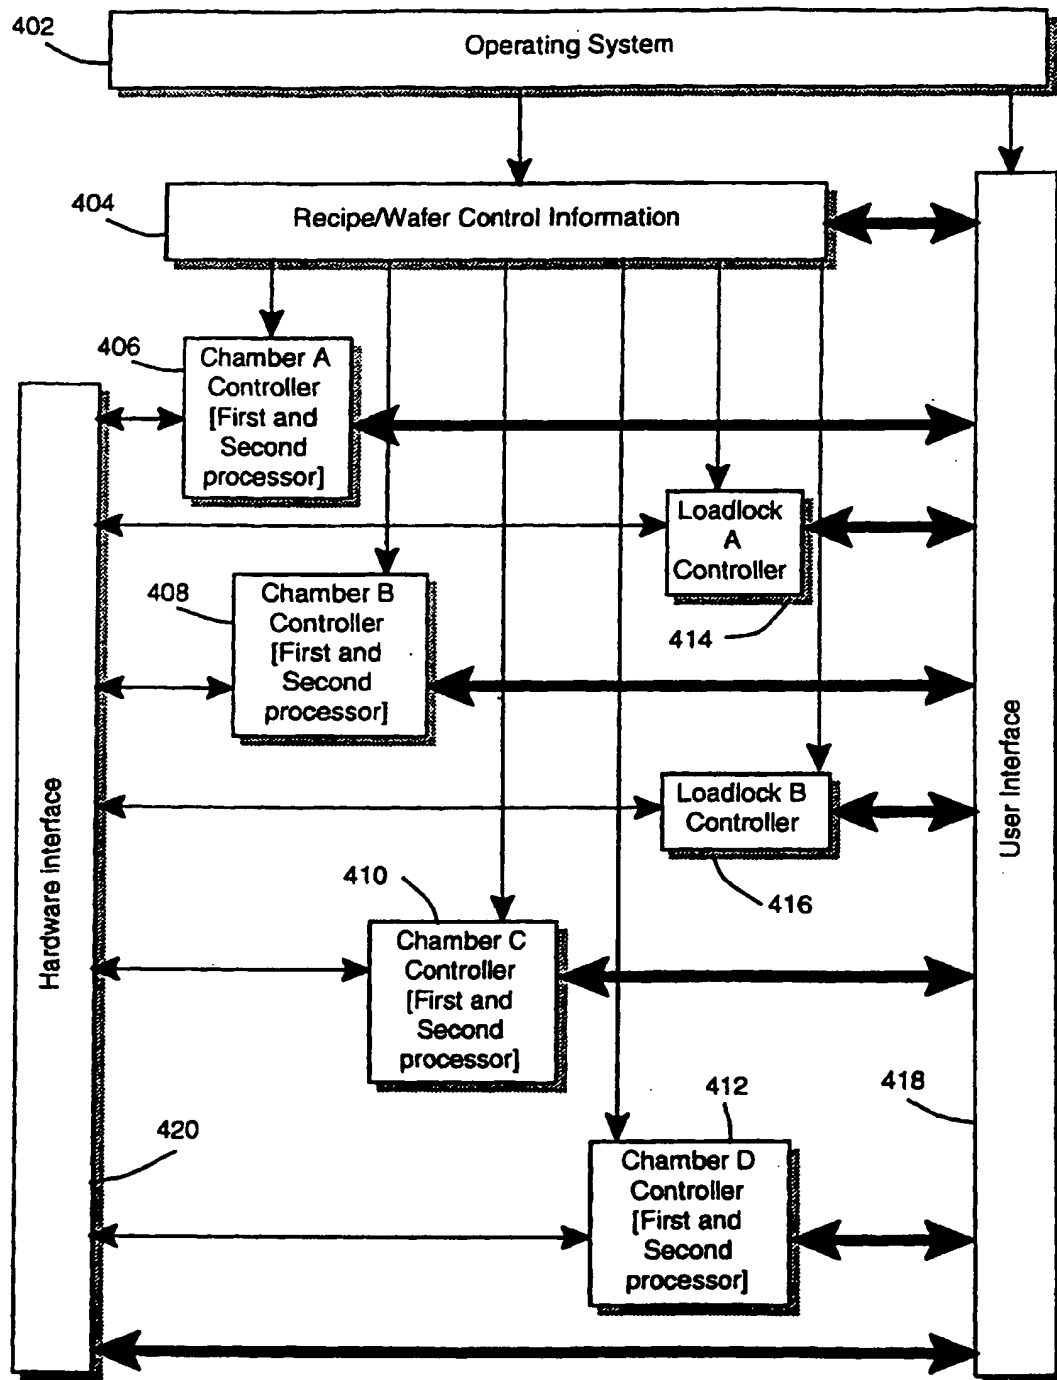 402
Operating System
404
Recipe/Wafer Control Information
406
Chamber A
Controller
[First and
Second
processor]
Loadlock
A
Controller
414
408
Chamber B
Controller
[First and
Second
processor]
Hardware Interface
User Interface
Loadlock B
Controller
416
410
Chamber C
Controller
[First and
Second
processor]
418
412
420
Chamber D
Controller
[First and
Second
processor]